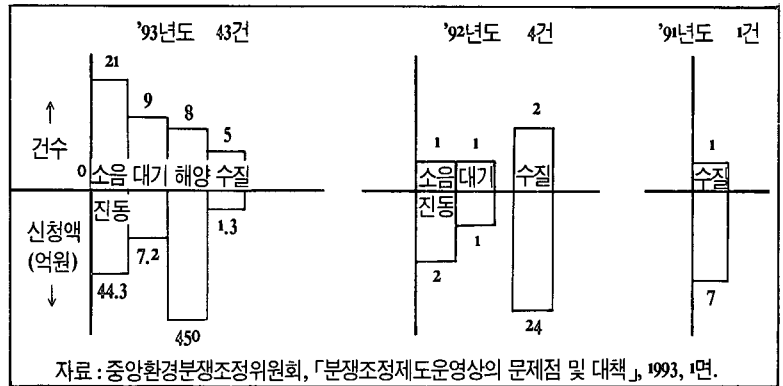 '93년도 43건 '92년도 4건 '91년도 1건
21
9
8
5
2
1 1
1
↑
건수
0
소음 대기 해양 수질
진동
소음 대기 수질
진동
수질
신청액
(억원)
↓
44.3
7.2
450
1.3
2
1
24
7
자료 : 중앙환경분쟁조정위원회, 「분쟁조정제도운영상의 문제점 및 대책」, 1993, 1면.